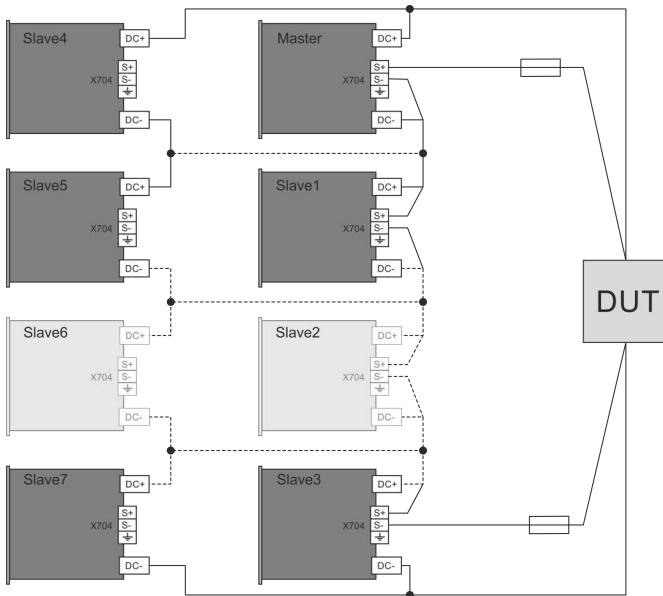 Slave4
DC+
S+
X704
S-
DC-
Master
DC+
S+
X704
S-
DC-
Slave5
DC+
S+
X704
S-
DC-
Slave1
DC+
S+
X704
S-
DC-
DUT
Slave6
DC+
S+
X704
S-
DC-
Slave2
DC+
S+
X704
S-
DC-
Slave7
DC+
S+
X704
S-
DC-
Slave3
DC+
S+
X704
S-
DC-